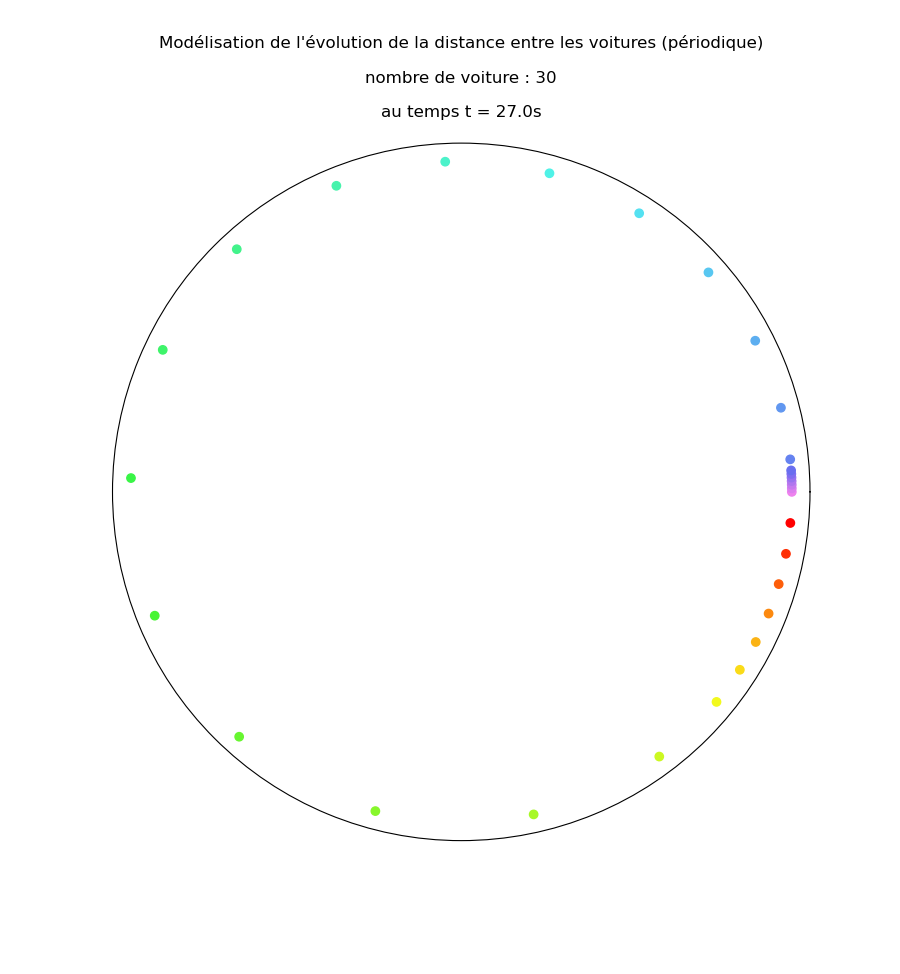 Modélisation de l'évolution de la distance entre les voitures (périodique)
nombre de voiture : 30
au temps t = 27.0s